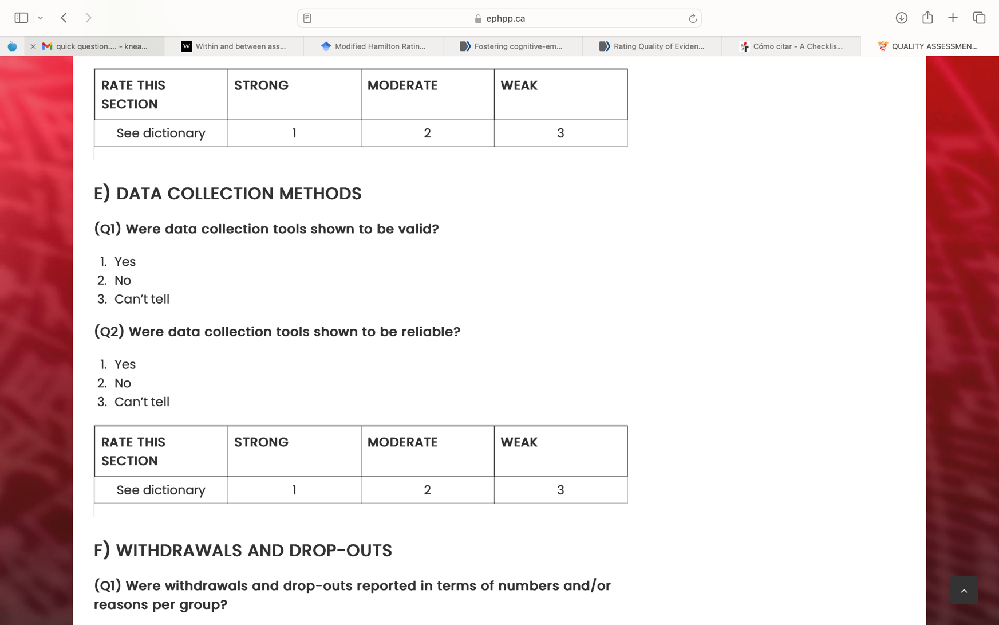 ephpp.ca
quick question.... - knea...
W Within and between ass...
Modified Hamilton Ratin...
Fostering cognitive-em...
Rating Quality of Eviden...
Cómo citar - A Checklis...
QUALITY ASSESSMEN...
RATE THIS SECTION STRONG MODERATE WEAK
See dictionary 1 2 3
E) DATA COLLECTION METHODS
(Q1) Were data collection tools shown to be valid?
1. Yes
2. No
3. Can't tell
(Q2) Were data collection tools shown to be reliable?
1. Yes
2. No
3. Can't tell
RATE THIS SECTION STRONG MODERATE WEAK
See dictionary 1 2 3
F) WITHDRAWALS AND DROP-OUTS
(Q1) Were withdrawals and drop-outs reported in terms of numbers and/or
reasons per group?